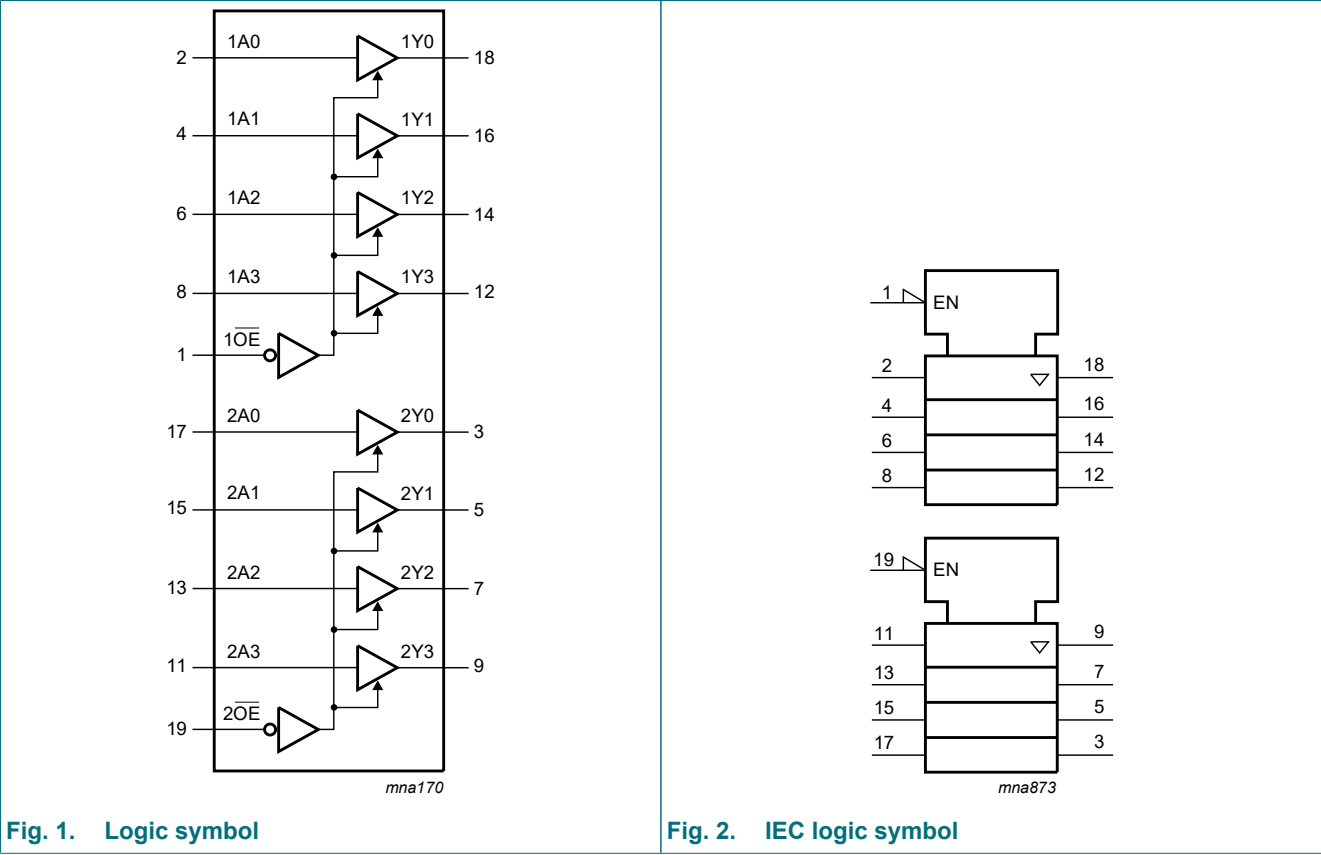 1A0 1Y0
2 18
1A1 1Y1
4 16
1A2 1Y2
6 14
1A3 1Y3
8 12
1O̅E̅
1
2A0 2Y0
17 3
2A1 2Y1
15 5
2A2 2Y2
13 7
2A3 2Y3
11 9
2O̅E̅
19
mna170
Fig. 1. Logic symbol
1 EN
2 18
4 16
6 14
8 12
19 EN
11 9
13 7
15 5
17 3
mna873
Fig. 2. IEC logic symbol